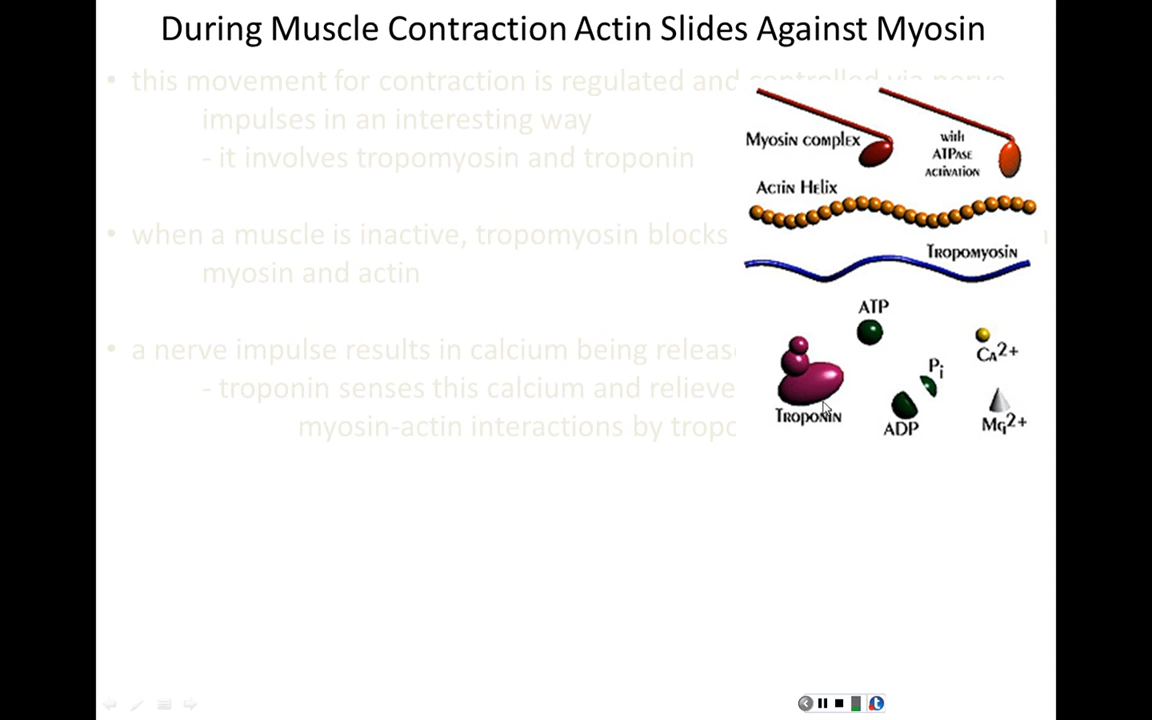 During Muscle Contraction Actin Slides Against Myosin
• this movement for contraction is regulated and controlled via nerve
impulses in an interesting way
- it involves tropomyosin and troponin
• when a muscle is inactive, tropomyosin blocks
myosin and actin
• a nerve impulse results in calcium being releas
- troponin senses this calcium and relieve
myosin-actin interactions by tropo
Myosin complex
with
ATPase
activation
Actin Helix
Tropomyosin
ATP
Ca2+
Pi
Troponin
ADP
Mg2+